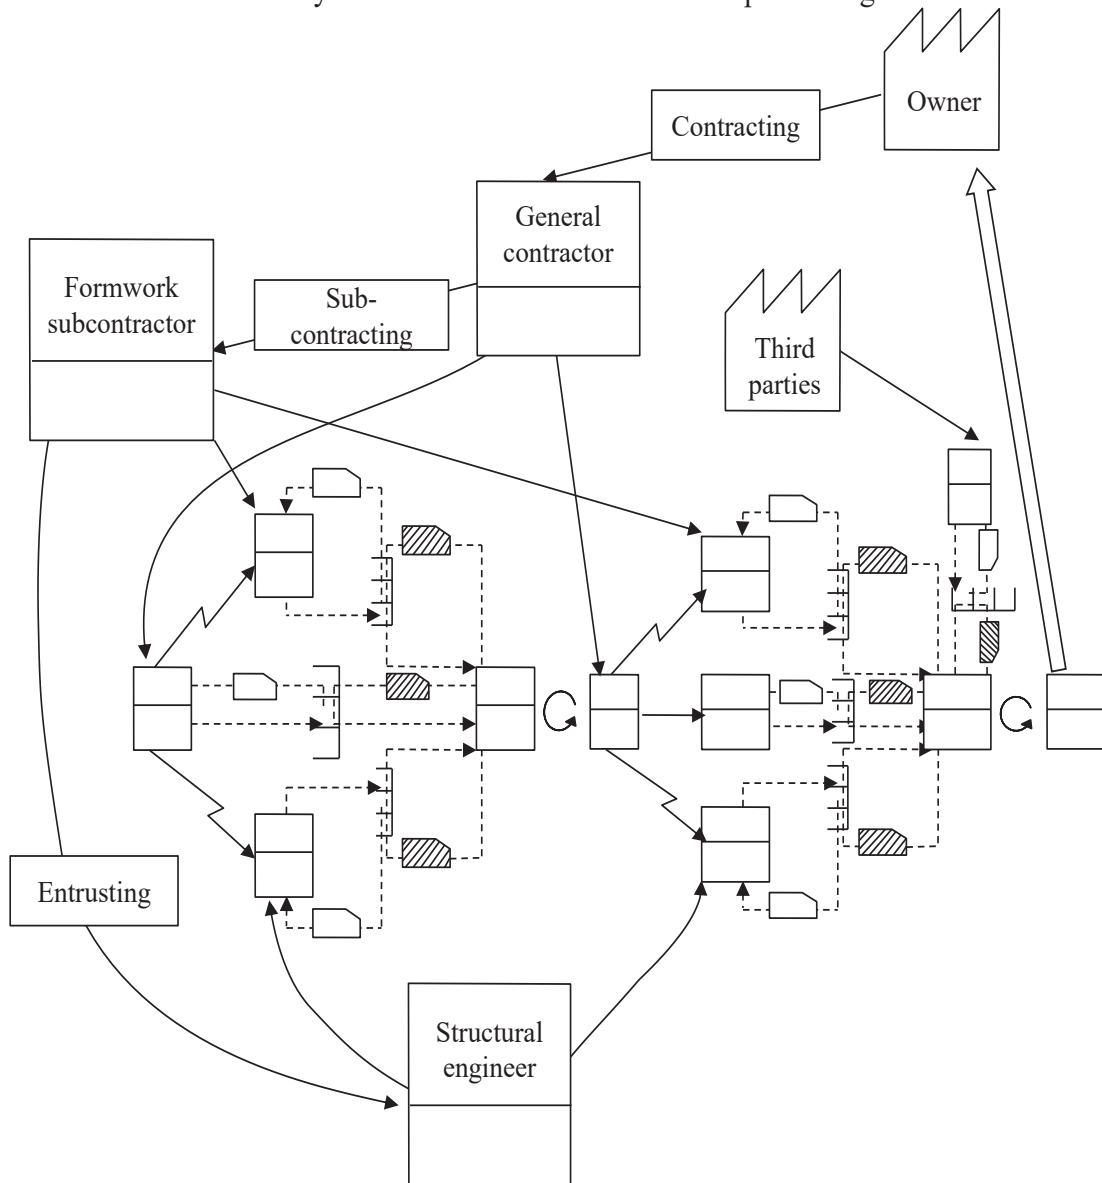 Owner
Contracting
General
contractor
Formwork
subcontractor
Sub-
contracting
Third
parties
Entrusting
Structural
engineer